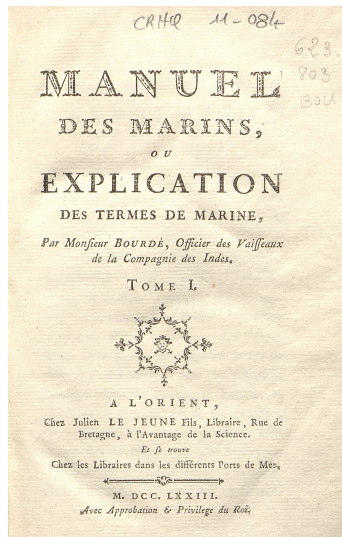 CRHQ 11-084
623.
803
BOU
MANUEL
DES MARINS,
OU
EXPLICATION
DES TERMES DE MARINE,
Par Monſieur BOURDÉ, Officier des Vaiſſeaux
de la Compagnie des Indes.
TOME I.
A L'ORIENT,
Chez Julien LE JEUNE Fils, Libraire, Rue de
Bretagne, à l'Avantage de la Science.
Et ſe trouve
Chez les Libraires dans les différents Ports de Mer,
M. DCC. LXXIII.
Avec Approbation & Privilege du Roi.